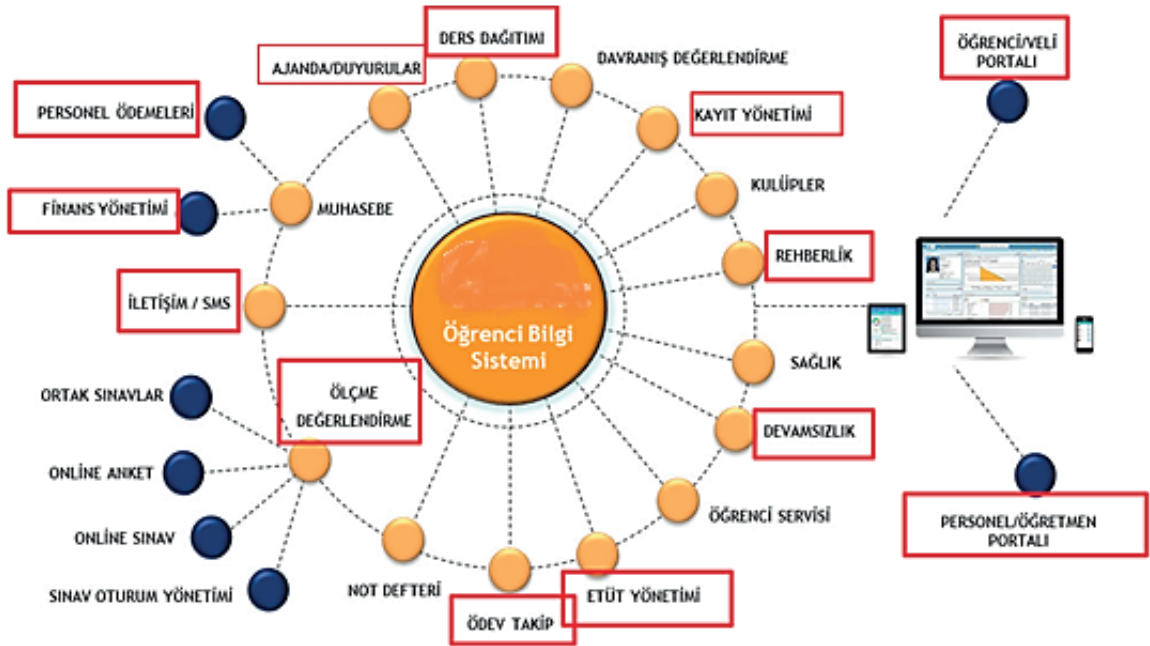 DERS DAĞITIMI
ÖĞRENCİ/VELİ
PORTALI
AJANDA/DUYURULAR
DAVRANIŞ DEĞERLENDİRME
PERSONEL ÖDEMELERİ
KAYIT YÖNETİMİ
KULÜPLER
FİNANS YÖNETİMİ
MUHASEBE
REHBERLİK
İLETİŞİM / SMS
Öğrenci Bilgi
Sistemi
SAĞLIK
ORTAK SINAVLAR
ÖLÇME
DEĞERLENDİRME
DEVAMSIZLIK
ONLİNE ANKET
ÖĞRENCİ SERVİSİ
PERSONEL/ÖĞRETMEN
PORTALI
ONLINE SINAV
SINAV OTURUM YÖNETİMİ
NOT DEFTERİ
ETÜT YÖNETİMİ
ÖDEV TAKİP